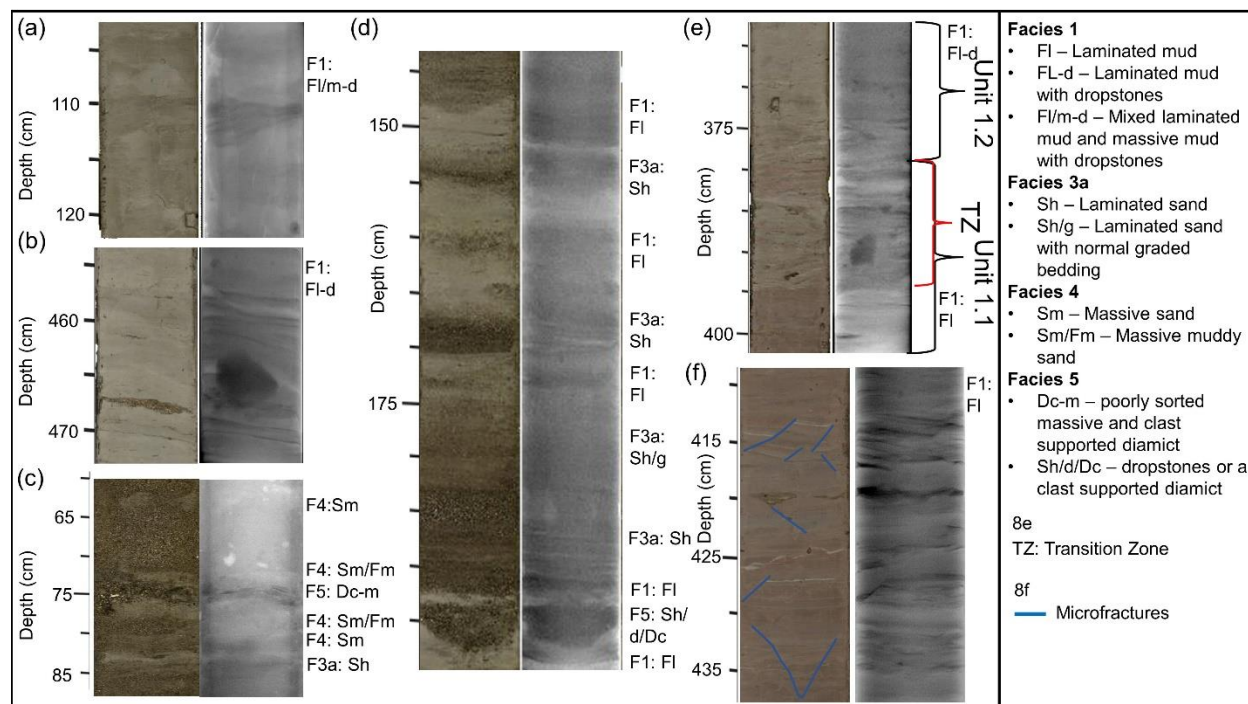 (a)
Depth (cm)
110
120
F1:
Fl/m-d
(b)
Depth (cm)
460
470
F1:
Fl-d
(c)
Depth (cm)
65
75
85
F4:Sm
F4: Sm/Fm
F5: Dc-m
F4: Sm/Fm
F4: Sm
F3a: Sh
(d)
Depth (cm)
150
175
F1:
Fl
F3a:
Sh
F1:
Fl
F3a:
Sh
F1:
Fl
F3a:
Sh/g
F3a: Sh
F1: Fl
F5: Sh/
d/Dc
F1: Fl
(e)
Depth (cm)
375
400
F1:
Fl-d
Unit 1.2
TZ
Unit 1.1
F1:
Fl
(f)
Depth (cm)
415
425
435
F1:
Fl
Facies 1
• Fl – Laminated mud
• FL-d – Laminated mud
with dropstones
• Fl/m-d – Mixed laminated
mud and massive mud
with dropstones
Facies 3a
• Sh – Laminated sand
• Sh/g – Laminated sand
with normal graded
bedding
Facies 4
• Sm – Massive sand
• Sm/Fm – Massive muddy
sand
Facies 5
• Dc-m – poorly sorted
massive and clast
supported diamict
• Sh/d/Dc – dropstones or a
clast supported diamict
8e
TZ: Transition Zone
8f
Microfractures